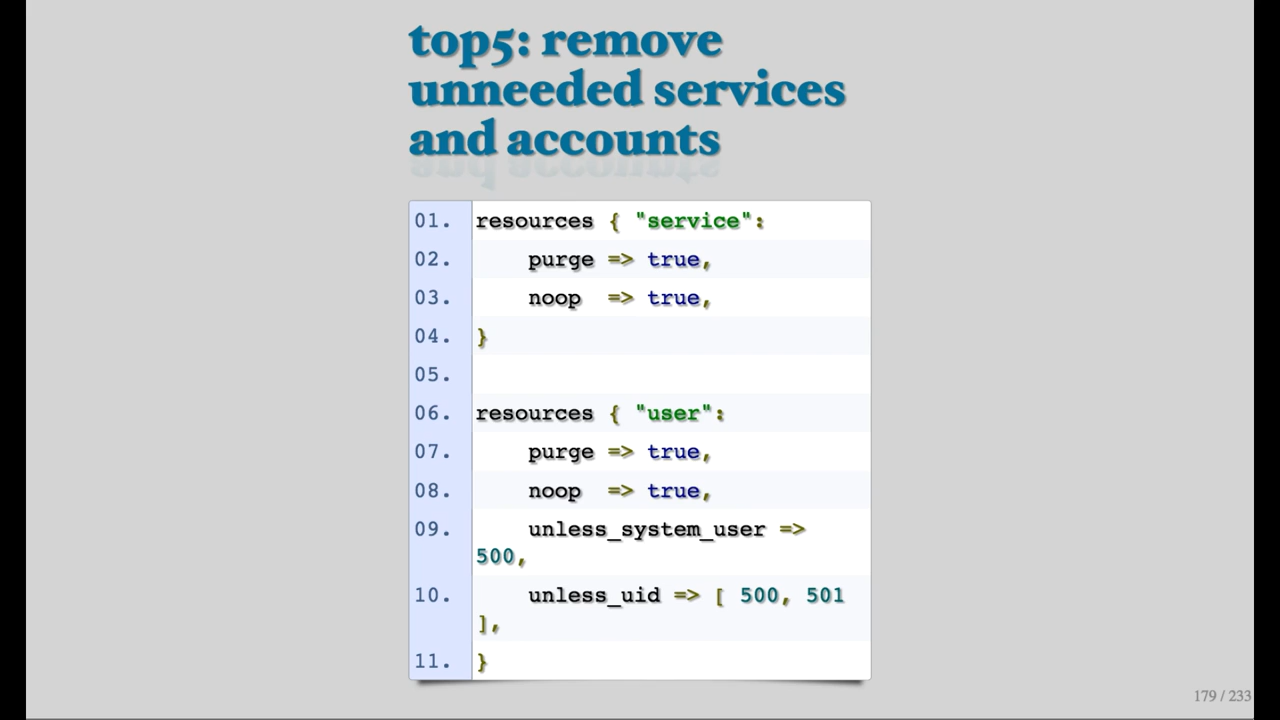 top5: remove
unneeded services
and accounts
01. resources { "service":
02.     purge => true,
03.     noop  => true,
04. }
05.
06. resources { "user":
07.     purge => true,
08.     noop  => true,
09.     unless_system_user =>
500,
10.     unless_uid => [ 500, 501
],
11. }
179 / 233